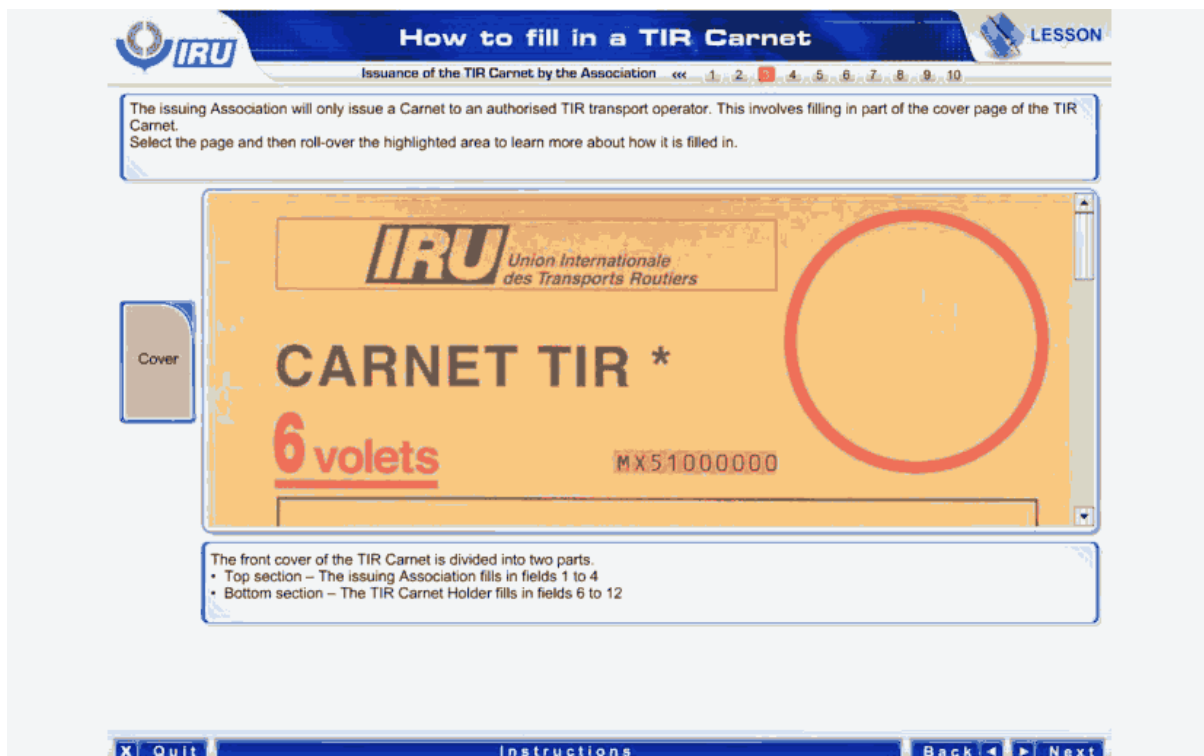 IRU
How to fill in a TIR Carnet
LESSON
Issuance of the TIR Carnet by the Association ‹‹‹ 1 2 3 4 5 6 7 8 9 10
The issuing Association will only issue a Carnet to an authorised TIR transport operator. This involves filling in part of the cover page of the TIR
Carnet.
Select the page and then roll-over the highlighted area to learn more about how it is filled in.
IRU Union Internationale
des Transports Routiers
Cover
CARNET TIR *
6 volets
MX51000000
The front cover of the TIR Carnet is divided into two parts.
• Top section – The issuing Association fills in fields 1 to 4
• Bottom section – The TIR Carnet Holder fills in fields 6 to 12
X Quit Instructions Back Next